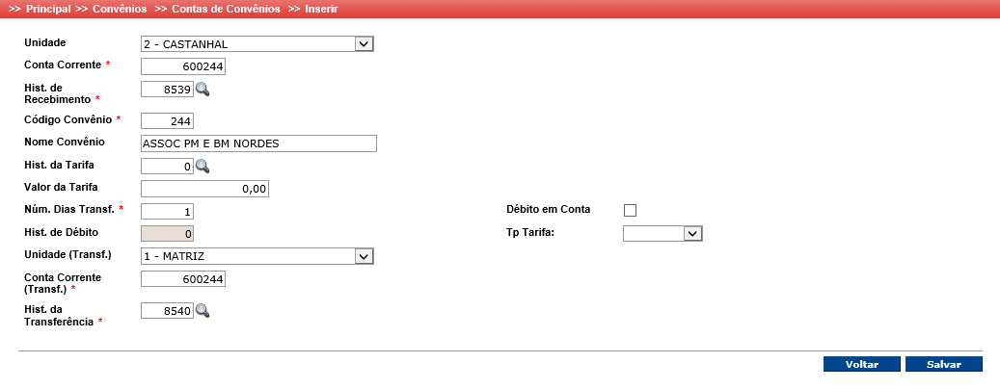 >> Principal >> Convênios >> Contas de Convênios >> Inserir
Unidade 2 - CASTANHAL
Conta Corrente * 600244
Hist. de
Recebimento * 8539
Código Convênio * 244
Nome Convênio ASSOC PM E BM NORDES
Hist. da Tarifa 0
Valor da Tarifa 0,00
Núm. Dias Transf. * 1 Débito em Conta
Hist. de Débito 0 Tp Tarifa:
Unidade (Transf.) 1 - MATRIZ
Conta Corrente
(Transf.) * 600244
Hist. da
Transferência * 8540
Voltar Salvar